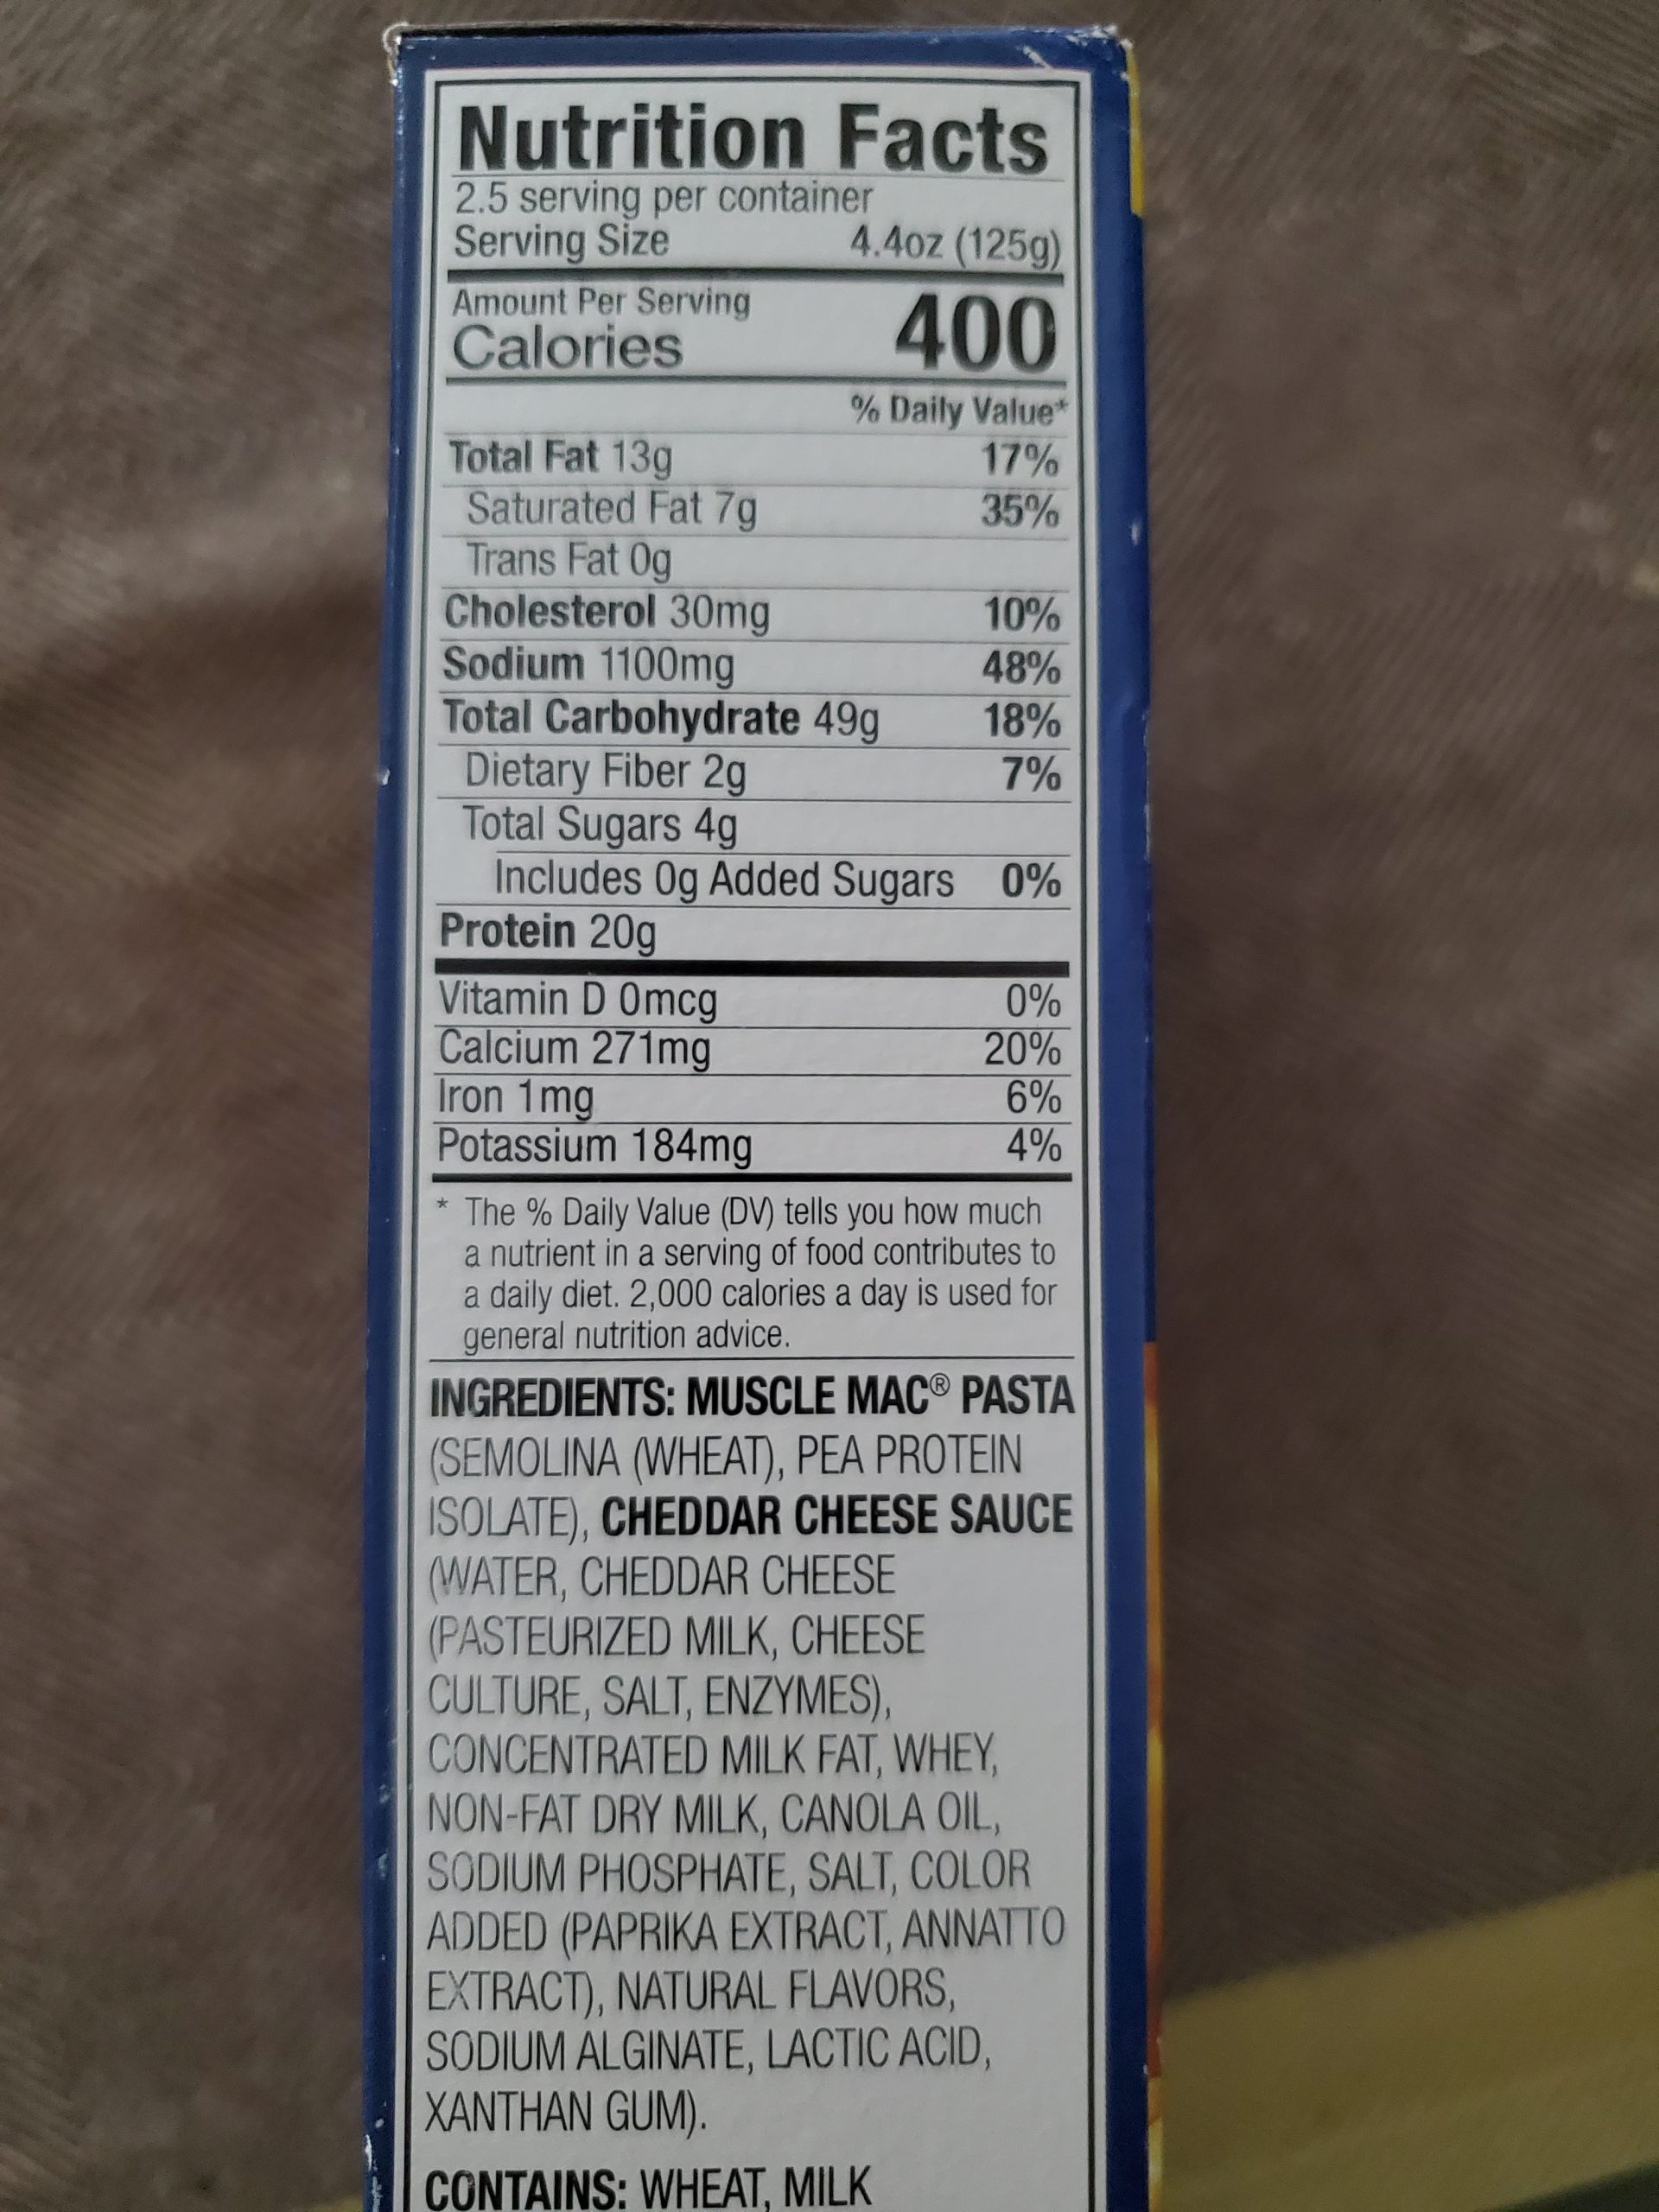 Nutrition Facts
2.5 serving per container
Serving Size 4.4oz (125g)
Amount Per Serving
Calories 400
% Daily Value*
Total Fat 13g 17%
Saturated Fat 7g 35%
Trans Fat 0g
Cholesterol 30mg 10%
Sodium 1100mg 48%
Total Carbohydrate 49g 18%
Dietary Fiber 2g 7%
Total Sugars 4g
Includes 0g Added Sugars 0%
Protein 20g
Vitamin D 0mcg 0%
Calcium 271mg 20%
Iron 1mg 6%
Potassium 184mg 4%
* The % Daily Value (DV) tells you how much
a nutrient in a serving of food contributes to
a daily diet. 2,000 calories a day is used for
general nutrition advice.
INGREDIENTS: MUSCLE MAC® PASTA
(SEMOLINA (WHEAT), PEA PROTEIN
ISOLATE), CHEDDAR CHEESE SAUCE
(WATER, CHEDDAR CHEESE
(PASTEURIZED MILK, CHEESE
CULTURE, SALT, ENZYMES),
CONCENTRATED MILK FAT, WHEY,
NON-FAT DRY MILK, CANOLA OIL,
SODIUM PHOSPHATE, SALT, COLOR
ADDED (PAPRIKA EXTRACT, ANNATTO
EXTRACT), NATURAL FLAVORS,
SODIUM ALGINATE, LACTIC ACID,
XANTHAN GUM).
CONTAINS: WHEAT, MILK